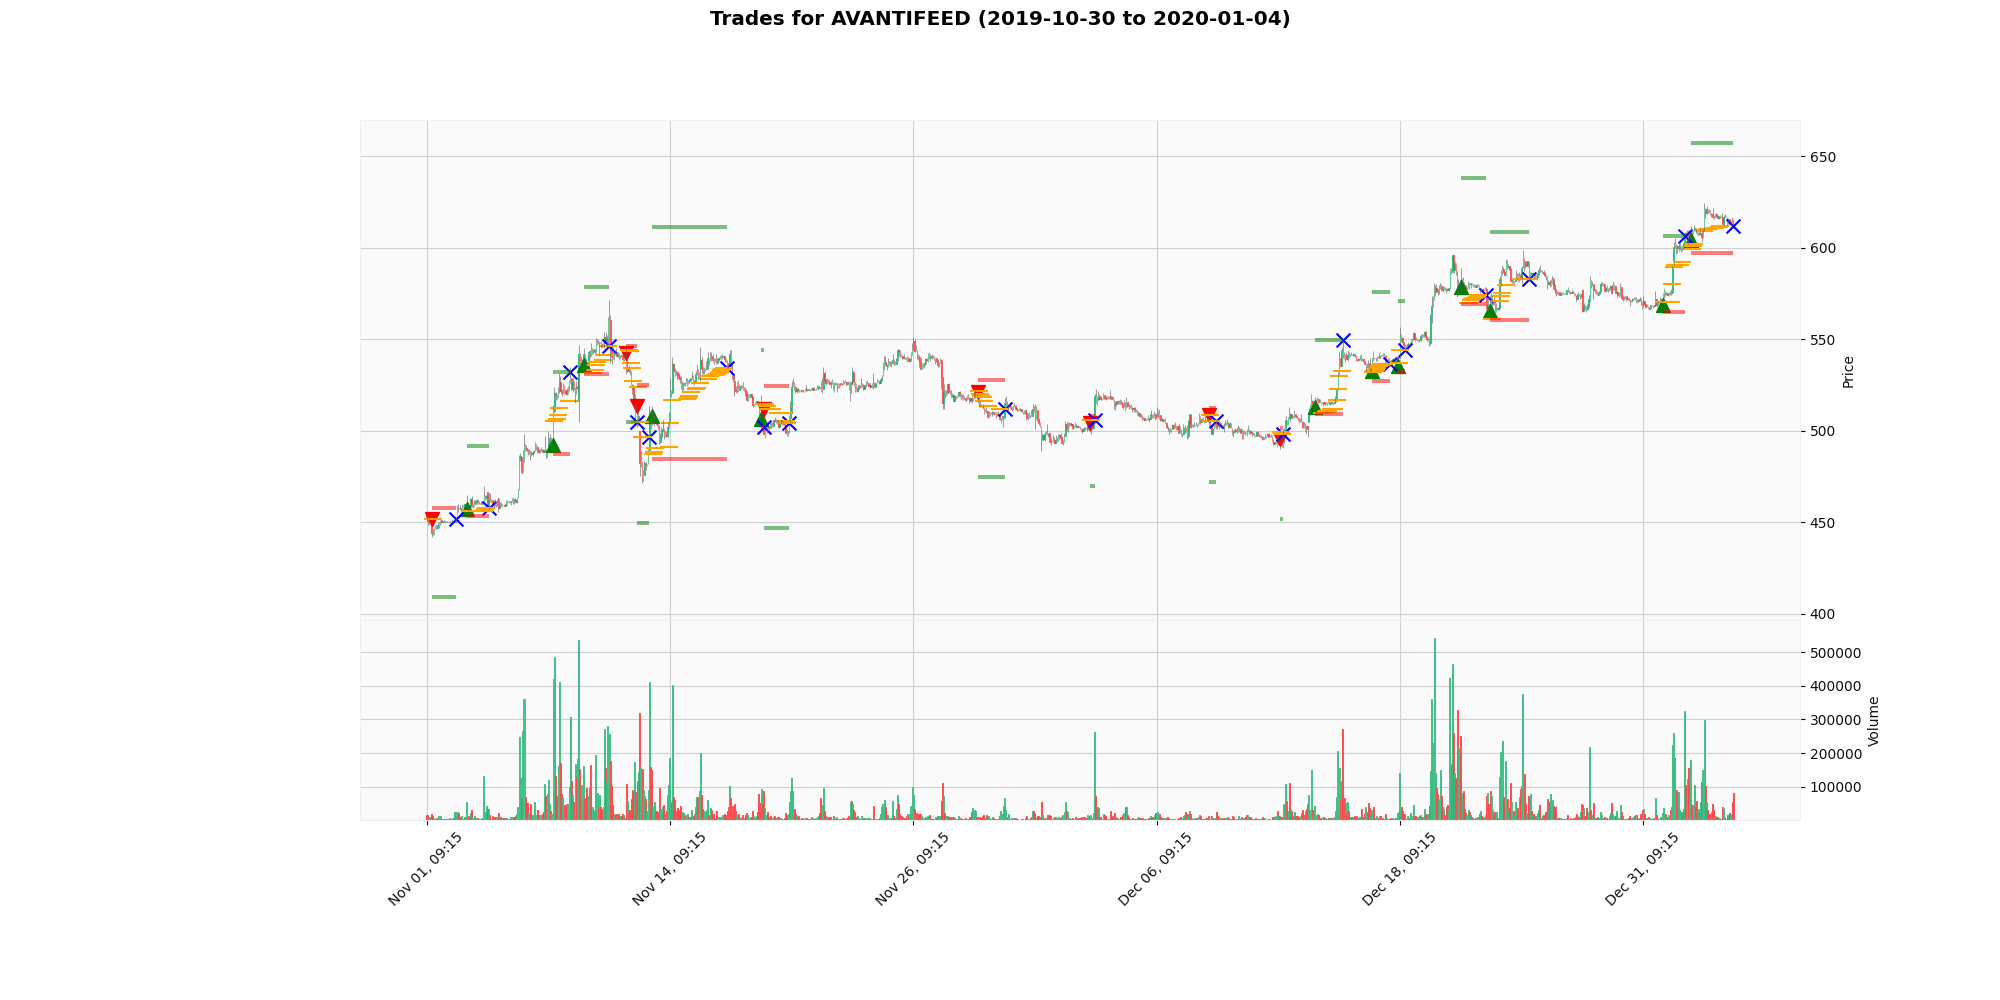 Trades for AVANTIFEED (2019-10-30 to 2020-01-04)
650
600
550
500
450
400
Price
500000
400000
300000
200000
100000
Volume
Nov 01, 09:15
Nov 14, 09:15
Nov 26, 09:15
Dec 06, 09:15
Dec 18, 09:15
Dec 31, 09:15